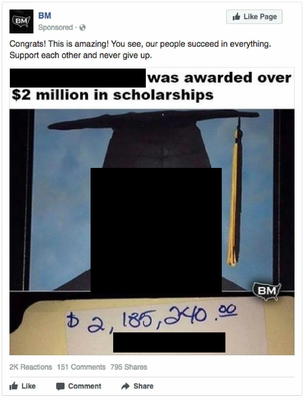 BM
BM
Like Page
Sponsored ·
Congrats! This is amazing! You see, our people succeed in everything.
Support each other and never give up.
was awarded over
$2 million in scholarships
BM
$ 2,185,240.00
2K Reactions 151 Comments 795 Shares
Like Comment Share